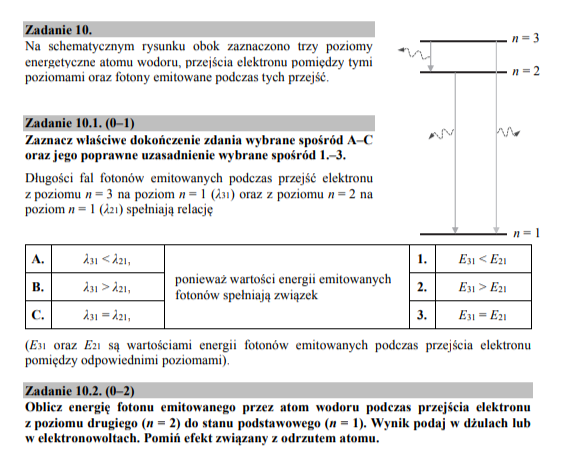 Zadanie 10.
Na schematycznym rysunku obok zaznaczono trzy poziomy
energetyczne atomu wodoru, przejścia elektronu pomiędzy tymi
poziomami oraz fotony emitowane podczas tych przejść.
n = 3
n = 2
n = 1
Zadanie 10.1. (0–1)
Zaznacz właściwe dokończenie zdania wybrane spośród A–C
oraz jego poprawne uzasadnienie wybrane spośród 1.–3.
Długości fal fotonów emitowanych podczas przejść elektronu
z poziomu n = 3 na poziom n = 1 (λ31) oraz z poziomu n = 2 na
poziom n = 1 (λ21) spełniają relację
A. λ31 < λ21,
B. λ31 > λ21,
C. λ31 = λ21,
ponieważ wartości energii emitowanych
fotonów spełniają związek
1. E31 < E21
2. E31 > E21
3. E31 = E21
(E31 oraz E21 są wartościami energii fotonów emitowanych podczas przejścia elektronu
pomiędzy odpowiednimi poziomami).
Zadanie 10.2. (0–2)
Oblicz energię fotonu emitowanego przez atom wodoru podczas przejścia elektronu
z poziomu drugiego (n = 2) do stanu podstawowego (n = 1). Wynik podaj w dżulach lub
w elektronowoltach. Pomiń efekt związany z odrzutem atomu.